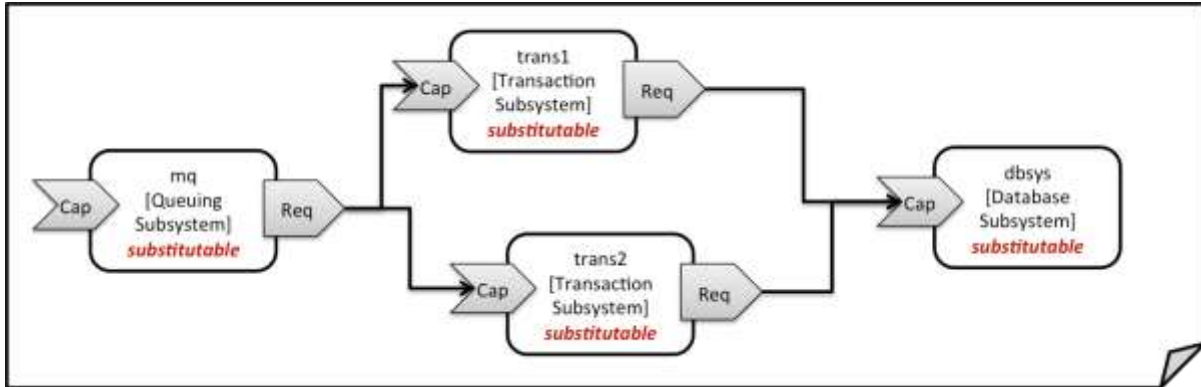 Cap
mq
[Queuing
Subsystem]
substitutable
Req
Cap
trans1
[Transaction
Subsystem]
substitutable
Req
Cap
trans2
[Transaction
Subsystem]
substitutable
Req
Cap
dbsys
[Database
Subsystem]
substitutable